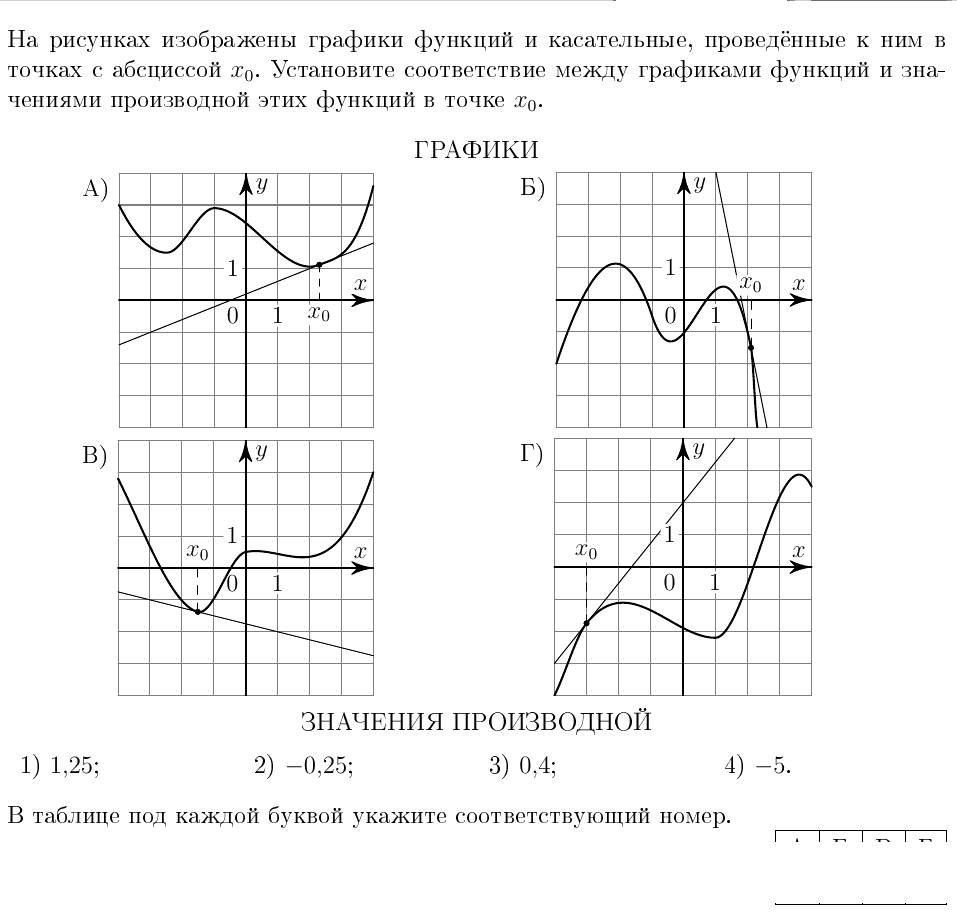 На рисунках изображены графики функций и касательные, проведённые к ним в
точках с абсциссой x₀. Установите соответствие между графиками функций и зна-
чениями производной этих функций в точке x₀.
ГРАФИКИ
А) y 1 x 0 1 x₀
Б) y 1 x₀ x 0 1
В) y 1 x₀ x 0 1
Г) y 1 x₀ x 0 1
ЗНАЧЕНИЯ ПРОИЗВОДНОЙ
1) 1,25; 2) −0,25; 3) 0,4; 4) −5.
В таблице под каждой буквой укажите соответствующий номер.